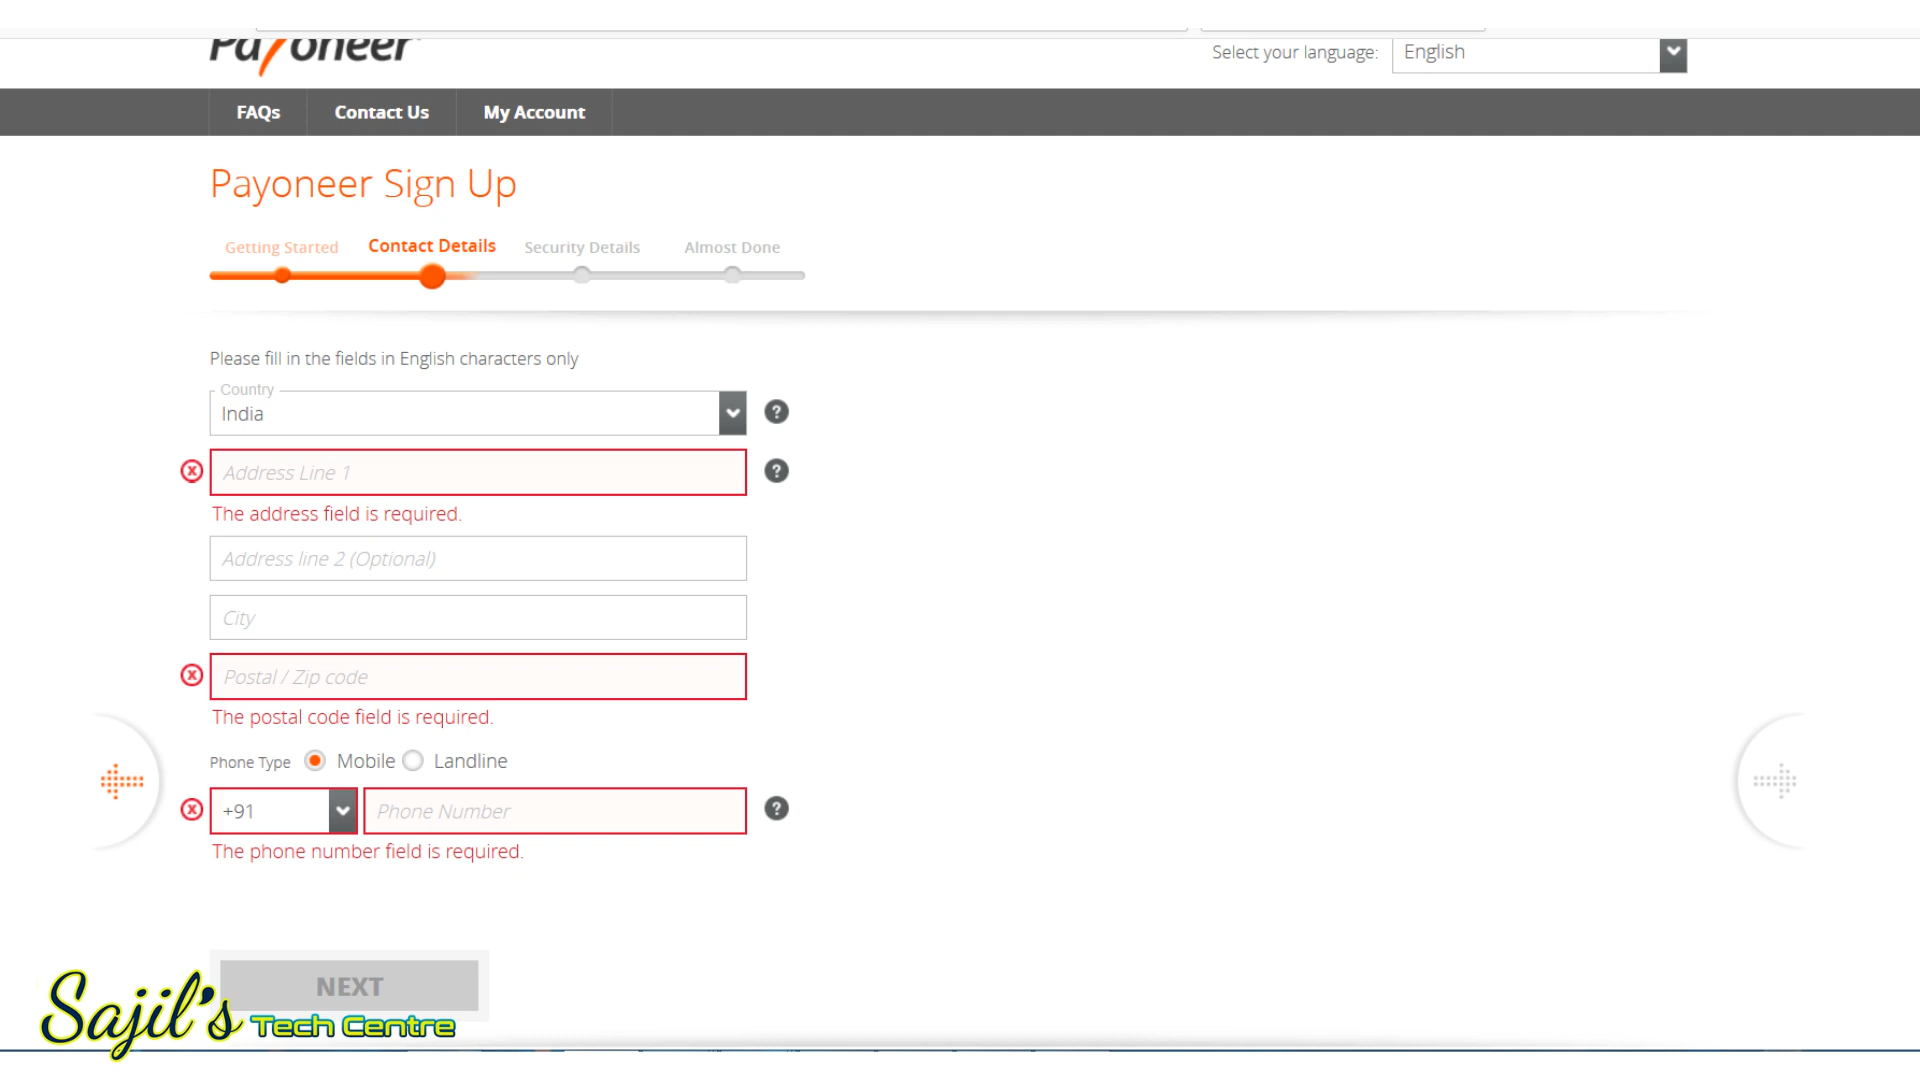 Payoneer
Select your language: English
FAQs Contact Us My Account
Payoneer Sign Up
Getting Started Contact Details Security Details Almost Done
Please fill in the fields in English characters only
Country
India
?
Address Line 1
?
The address field is required.
Address line 2 (Optional)
City
Postal / Zip code
The postal code field is required.
Phone Type Mobile Landline
+91 Phone Number
?
The phone number field is required.
NEXT
Sajil's Tech Centre